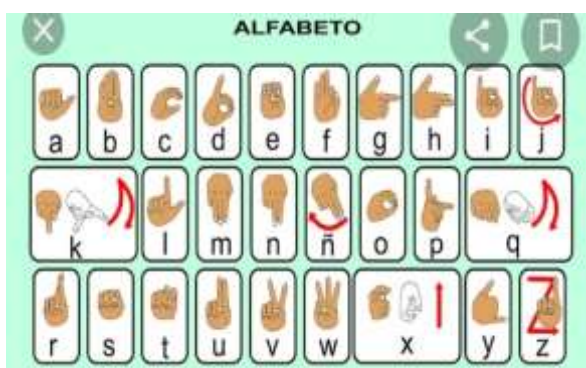 ALFABETO
a b c d e f g h i j
k l m n ñ o p q
r s t u v w x y z